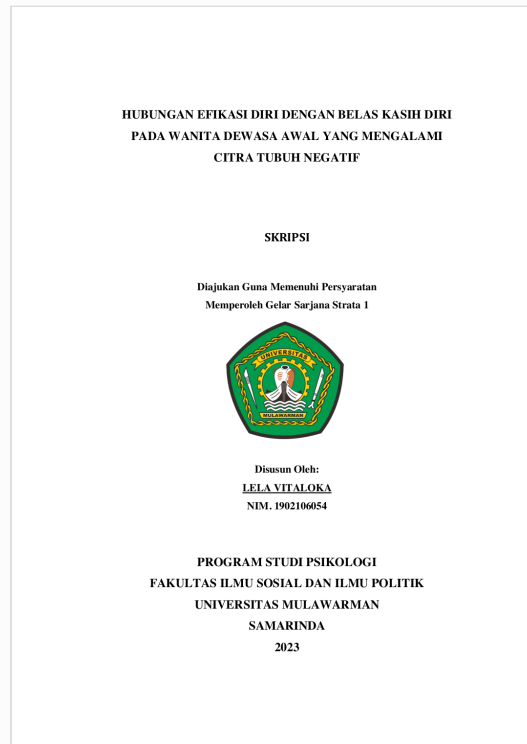 HUBUNGAN EFIKASI DIRI DENGAN BELAS KASIH DIRI
PADA WANITA DEWASA AWAL YANG MENGALAMI
CITRA TUBUH NEGATIF
SKRIPSI
Diajukan Guna Memenuhi Persyaratan
Memperoleh Gelar Sarjana Strata 1
UNIVERSITAS
MULAWARMAN
Disusun Oleh:
LELA VITALOKA
NIM. 1902106054
PROGRAM STUDI PSIKOLOGI
FAKULTAS ILMU SOSIAL DAN ILMU POLITIK
UNIVERSITAS MULAWARMAN
SAMARINDA
2023